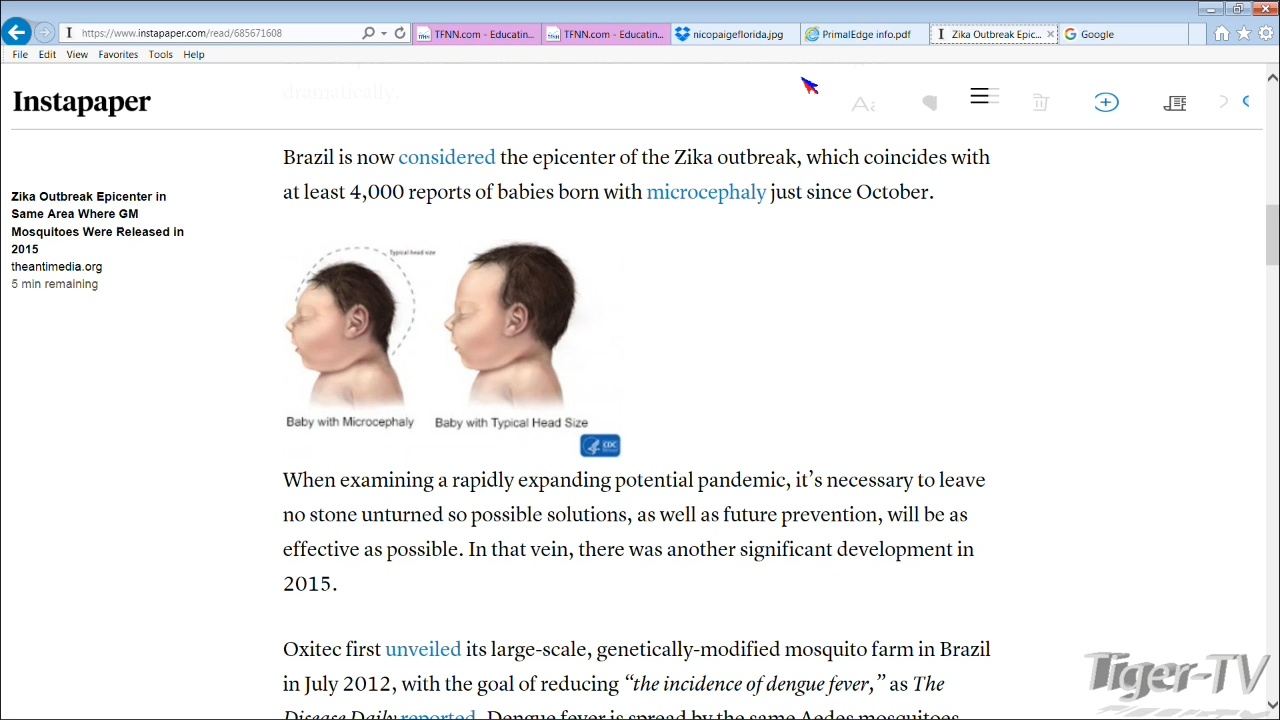 https://www.instapaper.com/read/685671608
TFNN.com - Educatin...
TFNN.com - Educatin...
nicopaigeflorida.jpg
PrimalEdge info.pdf
Zika Outbreak Epic...
Google
File Edit View Favorites Tools Help
Instapaper
dramatically.
Brazil is now considered the epicenter of the Zika outbreak, which coincides with
at least 4,000 reports of babies born with microcephaly just since October.
Zika Outbreak Epicenter in
Same Area Where GM
Mosquitoes Were Released in
2015
theantimedia.org
5 min remaining
Typical head size
Baby with Microcephaly
Baby with Typical Head Size
CDC
When examining a rapidly expanding potential pandemic, it's necessary to leave
no stone unturned so possible solutions, as well as future prevention, will be as
effective as possible. In that vein, there was another significant development in
2015.
Oxitec first unveiled its large-scale, genetically-modified mosquito farm in Brazil
in July 2012, with the goal of reducing “the incidence of dengue fever,” as The
Disease Daily reported. Dengue fever is spread by the same Aedes mosquitoes
Tiger-TV